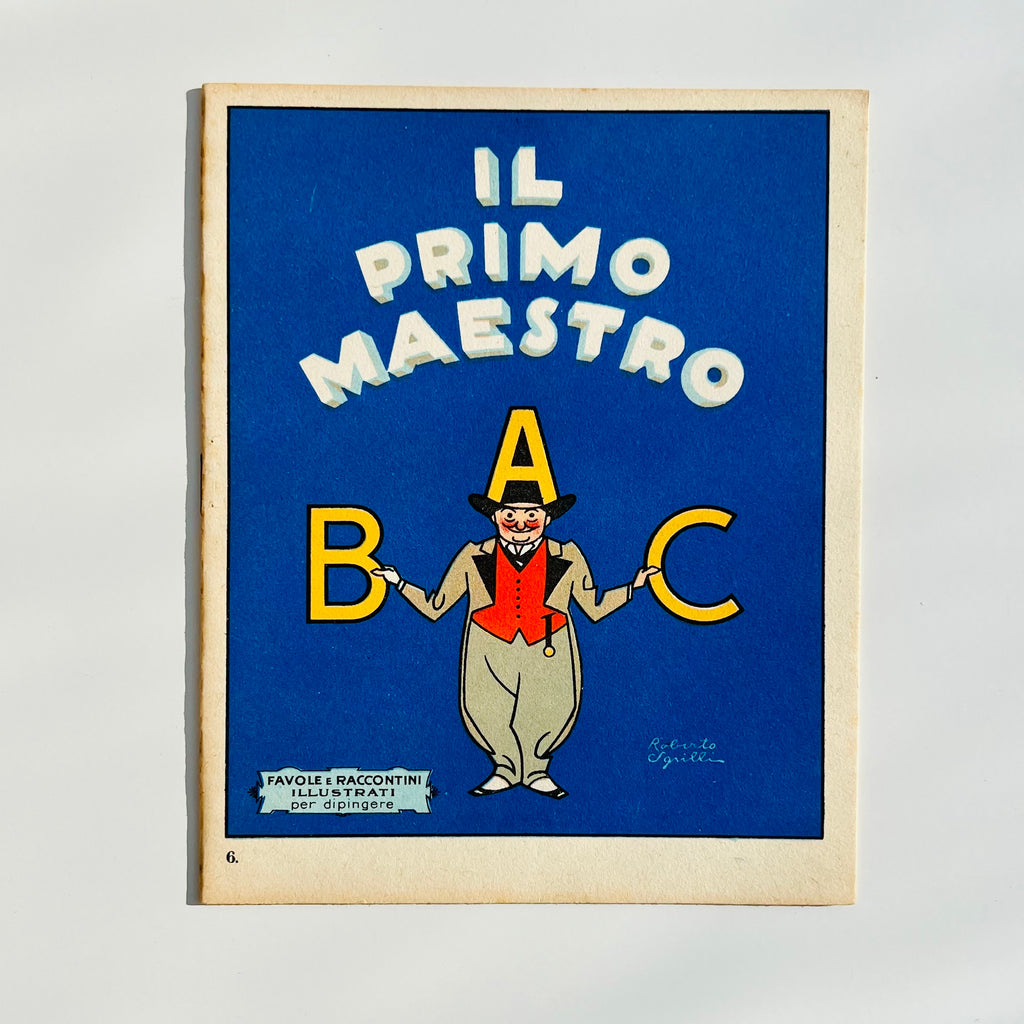 IL
PRIMO
MAESTRO
A
B C
Roberto
Sgrilli
FAVOLE E RACCONTINI
ILLUSTRATI
per dipingere
6.